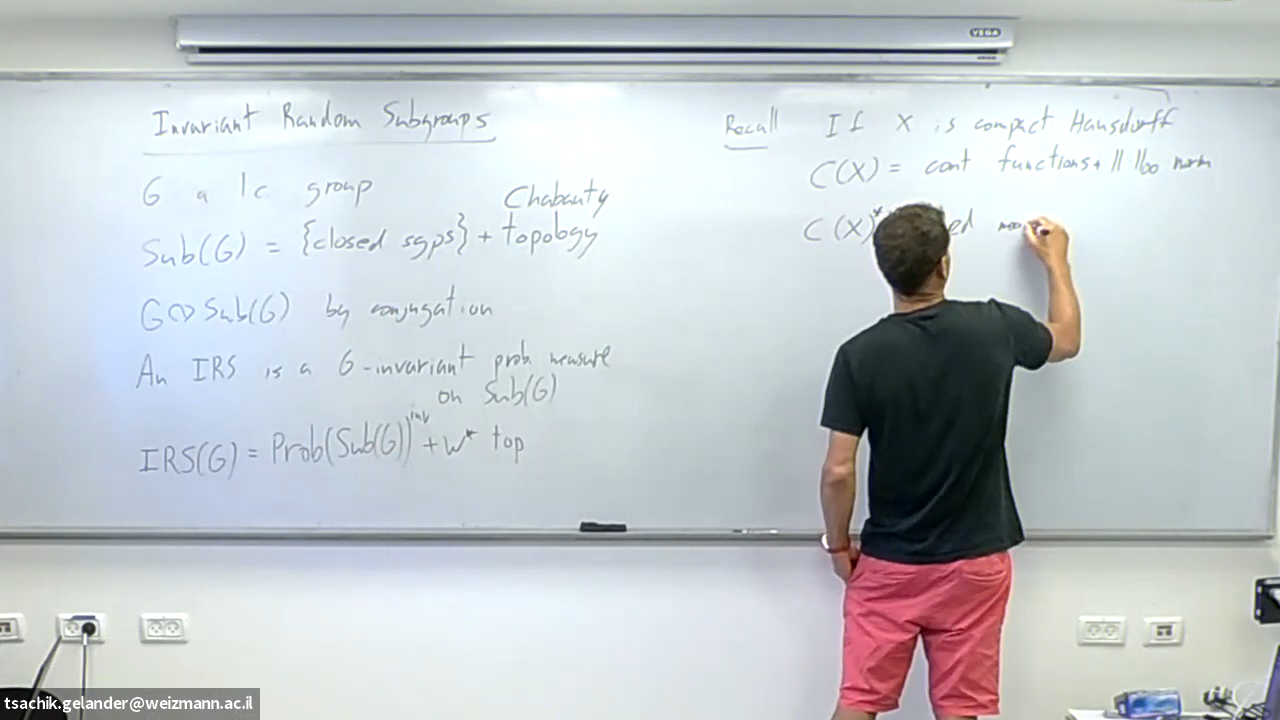 VEGA
Invariant Random Subgroups
G a lc group
Chabauty
Sub(G) = {closed sgps} + topology
G ↷ Sub(G) by conjugation
An IRS is a G-invariant prob. measure
on Sub(G)
IRS(G) = Prob(Sub(G))^inv + w* top
Recall If X is compact Hausdorff
C(X) = cont functions + || ||∞ norm
C(X)*
tsachik.gelander@weizmann.ac.il